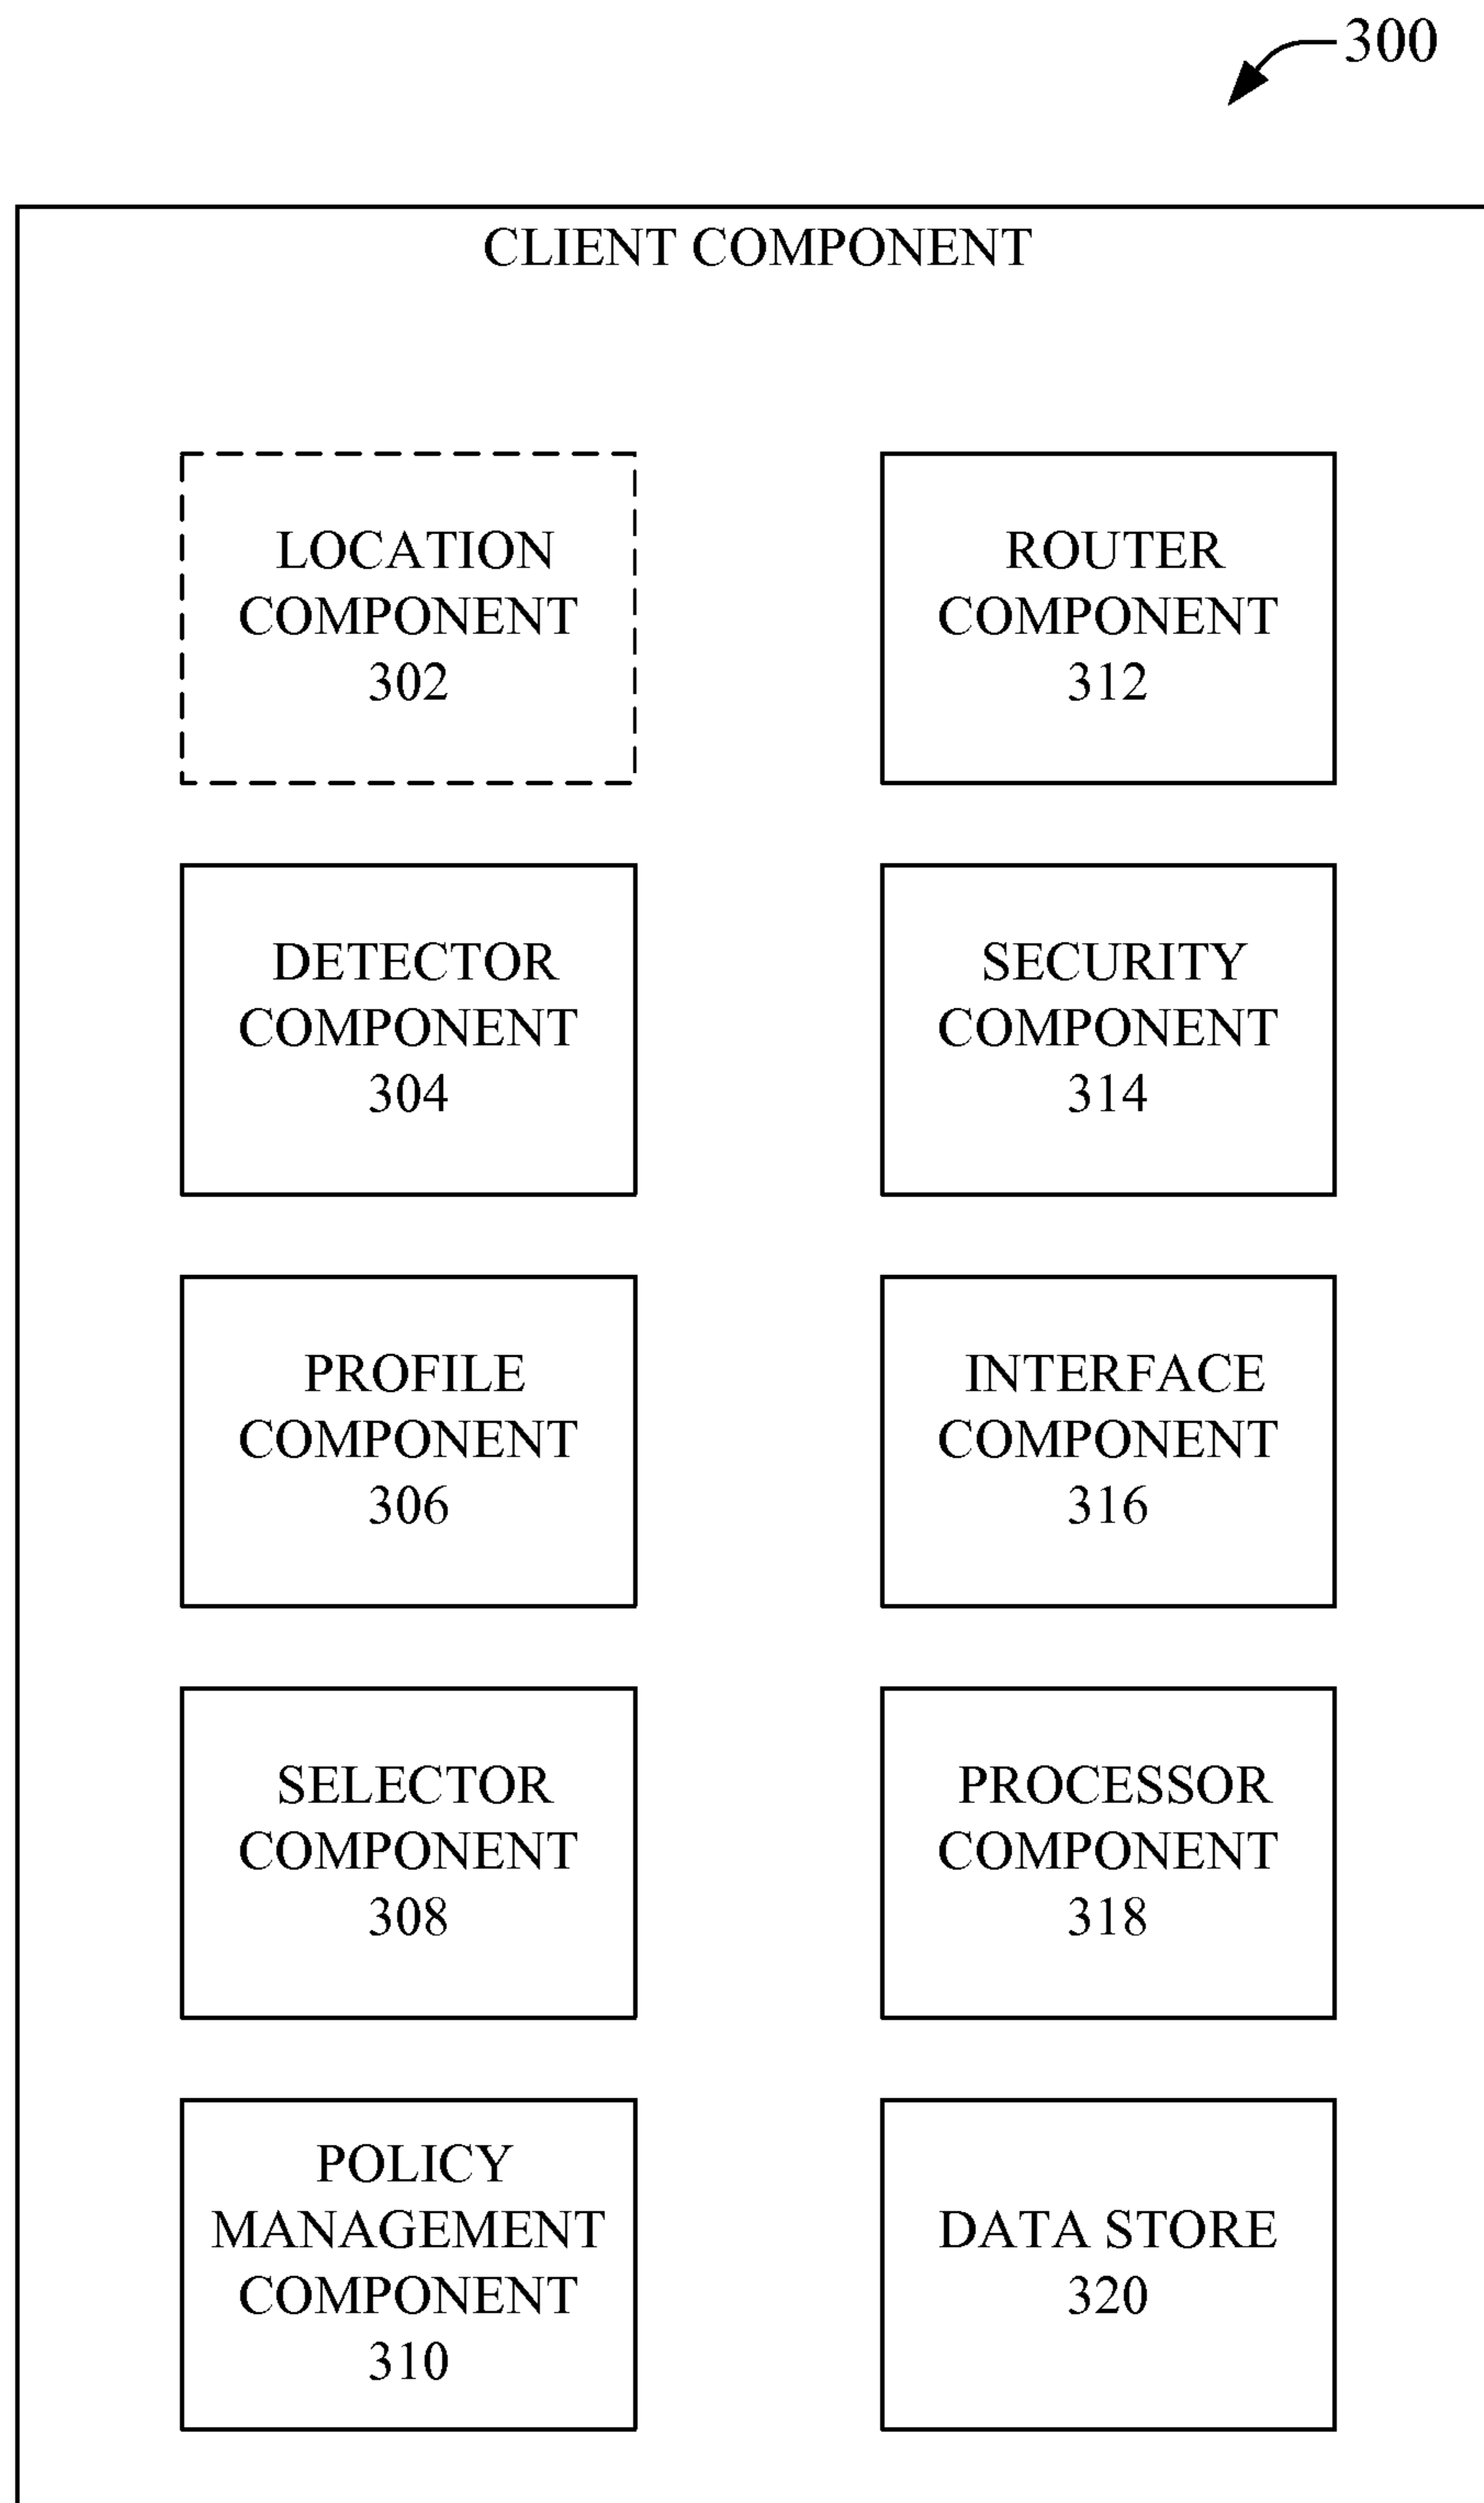 300
CLIENT COMPONENT
LOCATION
COMPONENT
302
ROUTER
COMPONENT
312
DETECTOR
COMPONENT
304
SECURITY
COMPONENT
314
PROFILE
COMPONENT
306
INTERFACE
COMPONENT
316
SELECTOR
COMPONENT
308
PROCESSOR
COMPONENT
318
POLICY
MANAGEMENT
COMPONENT
310
DATA STORE
320